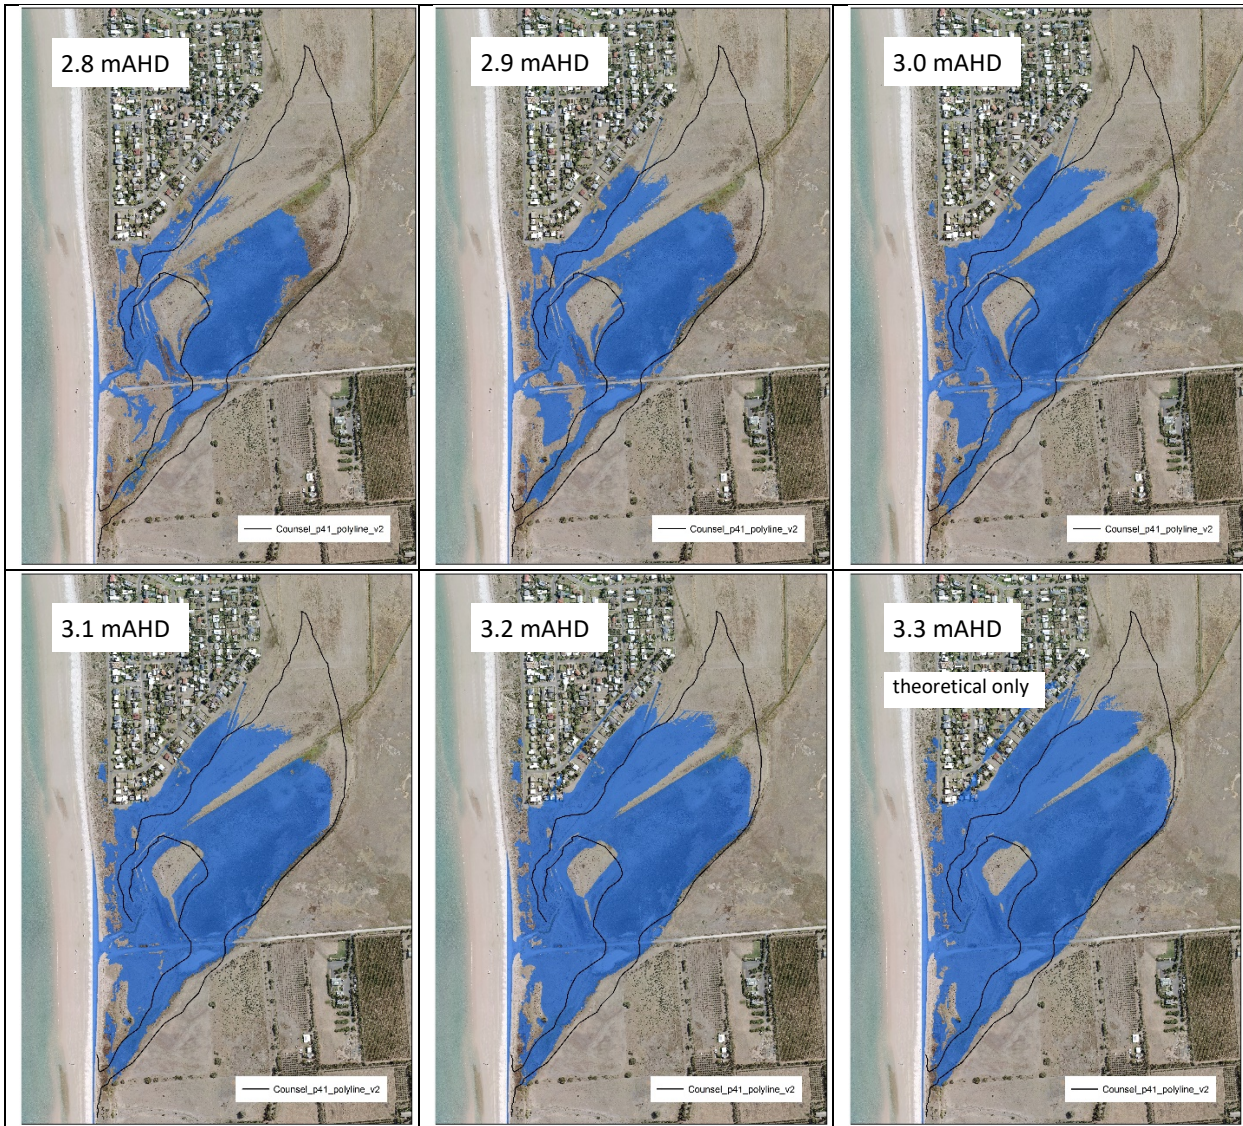 2.8 mAHD
2.9 mAHD
3.0 mAHD
Counsel_p41_polyline_v2
Counsel_p41_polyline_v2
Counsel_p41_polyline_v2
3.1 mAHD
3.2 mAHD
3.3 mAHD
theoretical only
Counsel_p41_polyline_v2
Counsel_p41_polyline_v2
Counsel_p41_polyline_v2